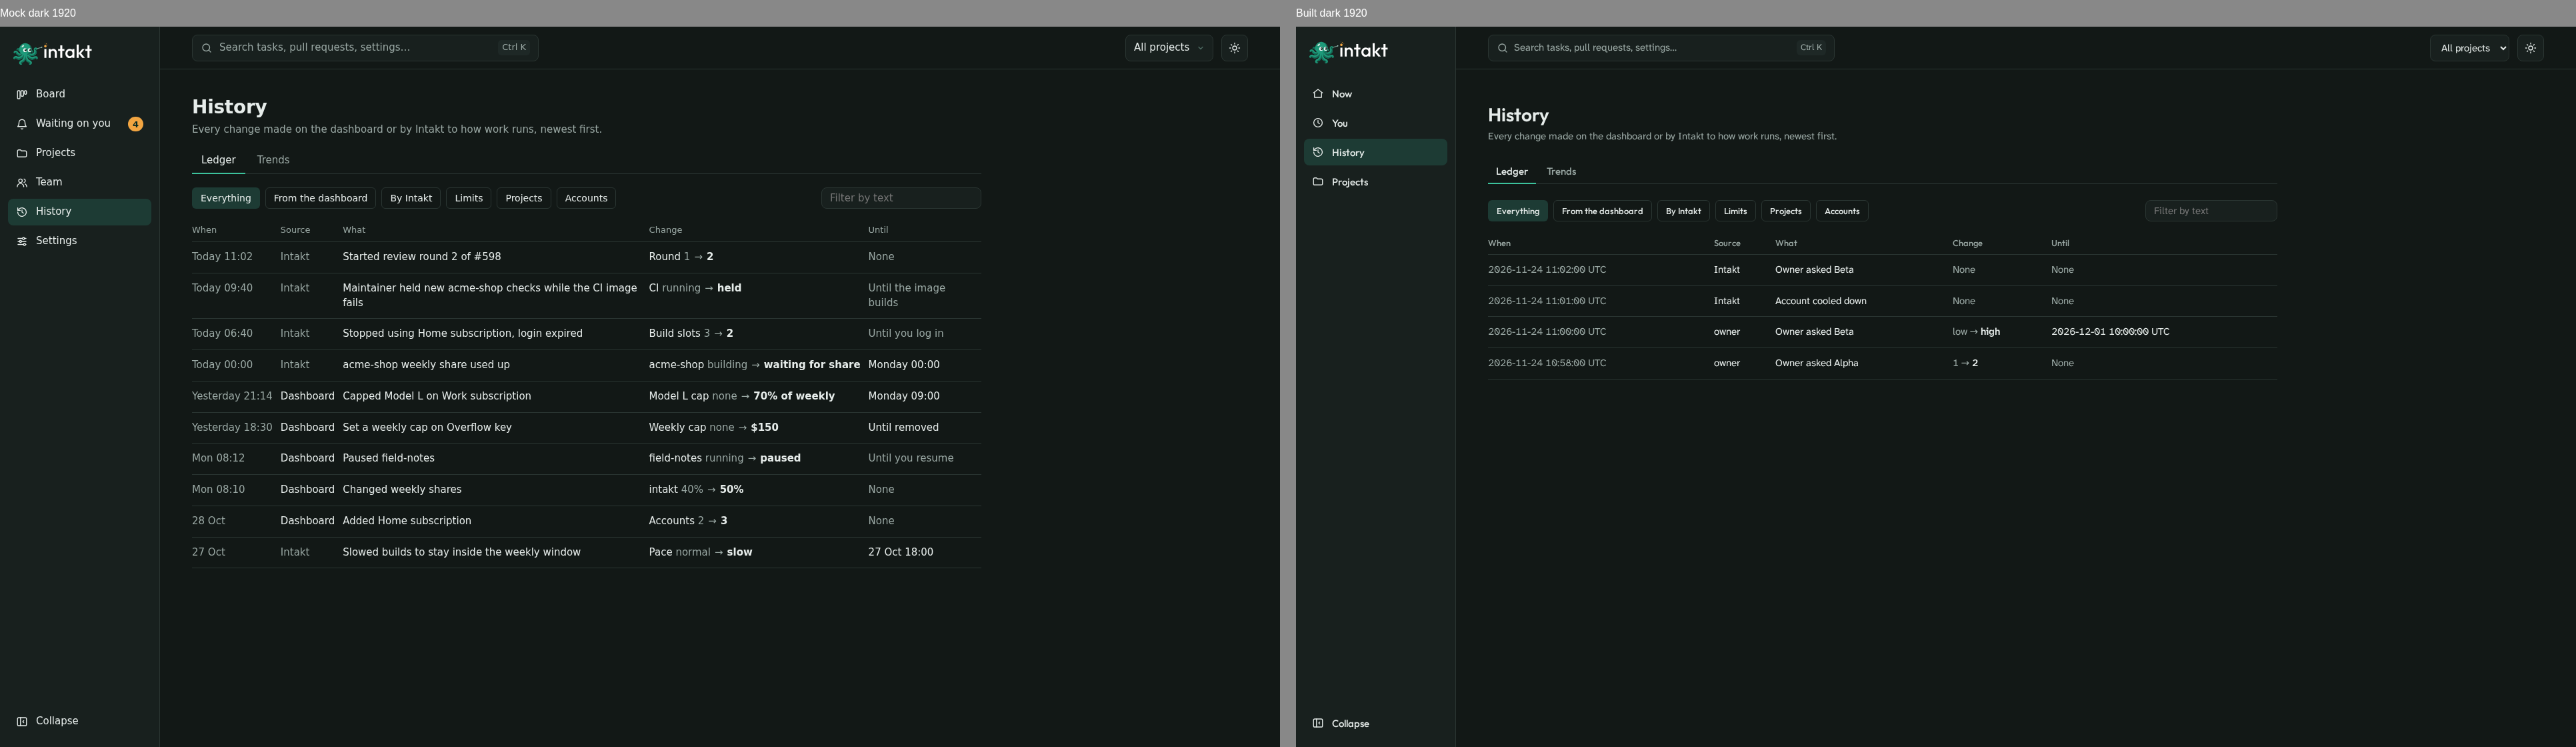 Mock dark 1920
intakt
Search tasks, pull requests, settings... Ctrl K
All projects
Board
Waiting on you 4
Projects
Team
History
Settings
Collapse
History
Every change made on the dashboard or by Intakt to how work runs, newest first.
Ledger Trends
Everything From the dashboard By Intakt Limits Projects Accounts Filter by text
When Source What Change Until
Today 11:02 Intakt Started review round 2 of #598 Round 1 → 2 None
Today 09:40 Intakt Maintainer held new acme-shop checks while the CI image CI running → held Until the image
fails builds
Today 06:40 Intakt Stopped using Home subscription, login expired Build slots 3 → 2 Until you log in
Today 00:00 Intakt acme-shop weekly share used up acme-shop building → waiting for share Monday 00:00
Yesterday 21:14 Dashboard Capped Model L on Work subscription Model L cap none → 70% of weekly Monday 09:00
Yesterday 18:30 Dashboard Set a weekly cap on Overflow key Weekly cap none → $150 Until removed
Mon 08:12 Dashboard Paused field-notes field-notes running → paused Until you resume
Mon 08:10 Dashboard Changed weekly shares intakt 40% → 50% None
28 Oct Dashboard Added Home subscription Accounts 2 → 3 None
27 Oct Intakt Slowed builds to stay inside the weekly window Pace normal → slow 27 Oct 18:00
Built dark 1920
intakt
Search tasks, pull requests, settings... Ctrl K
All projects
Now
You
History
Projects
Collapse
History
Every change made on the dashboard or by Intakt to how work runs, newest first.
Ledger Trends
Everything From the dashboard By Intakt Limits Projects Accounts Filter by text
When Source What Change Until
2026-11-24 11:02:00 UTC Intakt Owner asked Beta None None
2026-11-24 11:01:00 UTC Intakt Account cooled down None None
2026-11-24 11:00:00 UTC owner Owner asked Beta low → high 2026-12-01 10:00:00 UTC
2026-11-24 10:58:00 UTC owner Owner asked Alpha 1 → 2 None